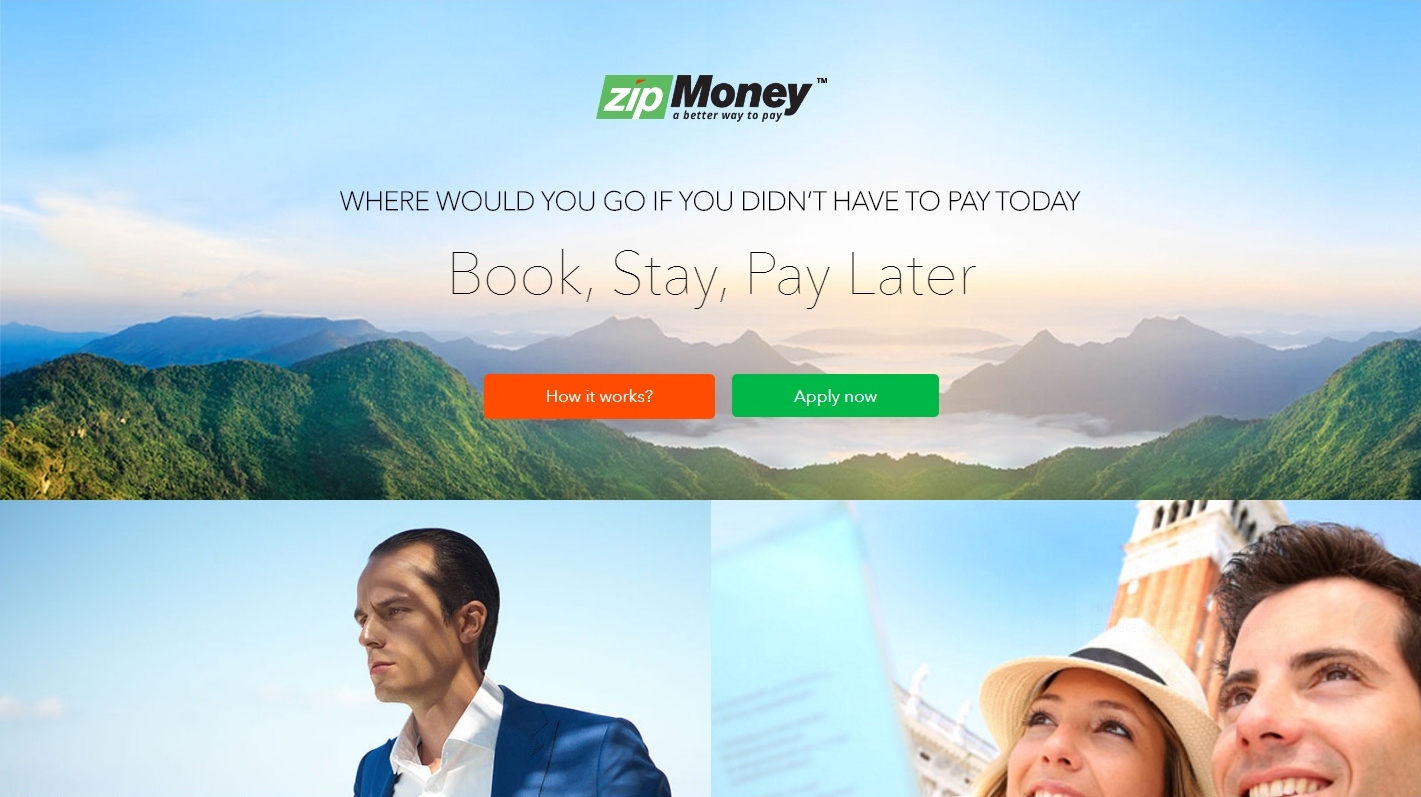 zipMoney™
a better way to pay
WHERE WOULD YOU GO IF YOU DIDN'T HAVE TO PAY TODAY
Book, Stay, Pay Later
How it works?
Apply now